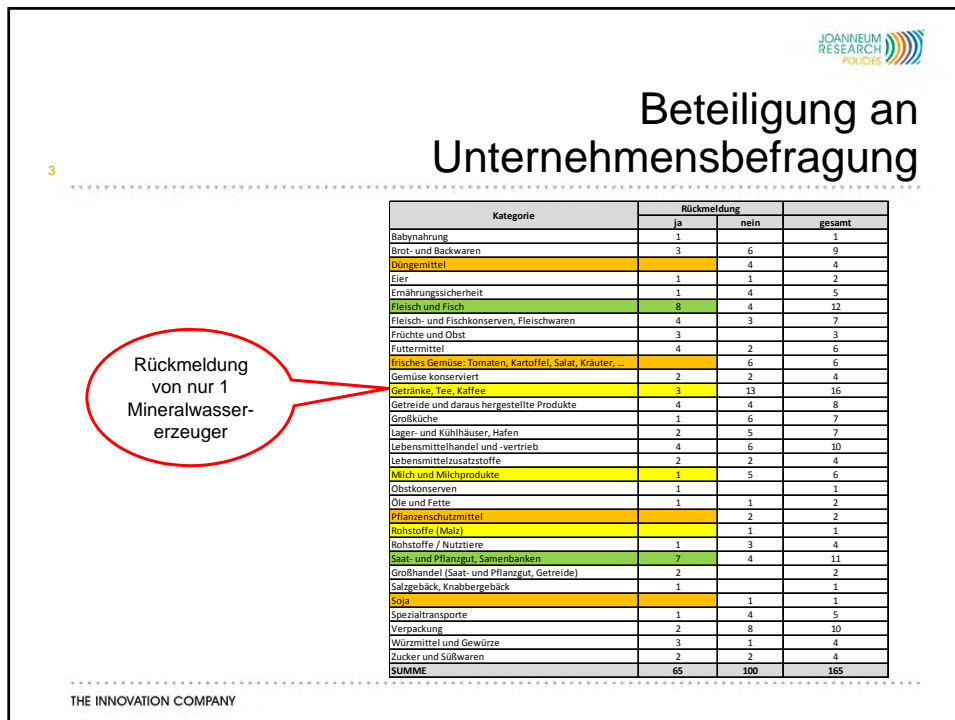 JOANNEUM
RESEARCH
POLICIES
Beteiligung an
Unternehmensbefragung
3
Kategorie Rückmeldung
ja nein gesamt
Babynahrung 1 1
Brot- und Backwaren 3 6 9
Düngemittel 4 4
Eier 1 1 2
Ernährungssicherheit 1 4 5
Fleisch und Fisch 8 4 12
Fleisch- und Fischkonserven, Fleischwaren 4 3 7
Früchte und Obst 3 3
Futtermittel 4 2 6
frisches Gemüse: Tomaten, Kartoffel, Salat, Kräuter, ... 6 6
Gemüse konserviert 2 2 4
Getränke, Tee, Kaffee 3 13 16
Getreide und daraus hergestellte Produkte 4 4 8
Großküche 1 6 7
Lager- und Kühlhäuser, Hafen 2 5 7
Lebensmittelhandel und -vertrieb 4 6 10
Lebensmittelzusatzstoffe 2 2 4
Milch und Milchprodukte 1 5 6
Obstkonserven 1 1
Öle und Fette 1 1 2
Pflanzenschutzmittel 2 2
Rohstoffe (Malz) 1 1
Rohstoffe / Nutztiere 1 3 4
Saat- und Pflanzgut, Samenbanken 7 4 11
Großhandel (Saat- und Pflanzgut, Getreide) 2 2
Salzgebäck, Knabbergebäck 1 1
Soja 1 1
Spezialtransporte 1 4 5
Verpackung 2 8 10
Würzmittel und Gewürze 3 1 4
Zucker und Süßwaren 2 2 4
SUMME 65 100 165
Rückmeldung
von nur 1
Mineralwasser-
erzeuger
THE INNOVATION COMPANY